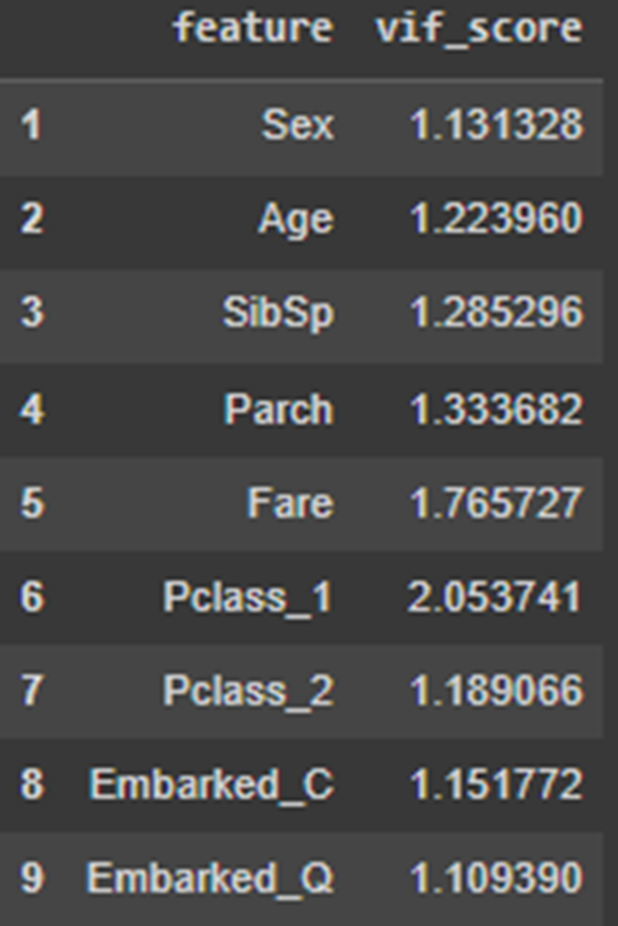 feature vif_score
1 Sex 1.131328
2 Age 1.223960
3 SibSp 1.285296
4 Parch 1.333682
5 Fare 1.765727
6 Pclass_1 2.053741
7 Pclass_2 1.189066
8 Embarked_C 1.151772
9 Embarked_Q 1.109390